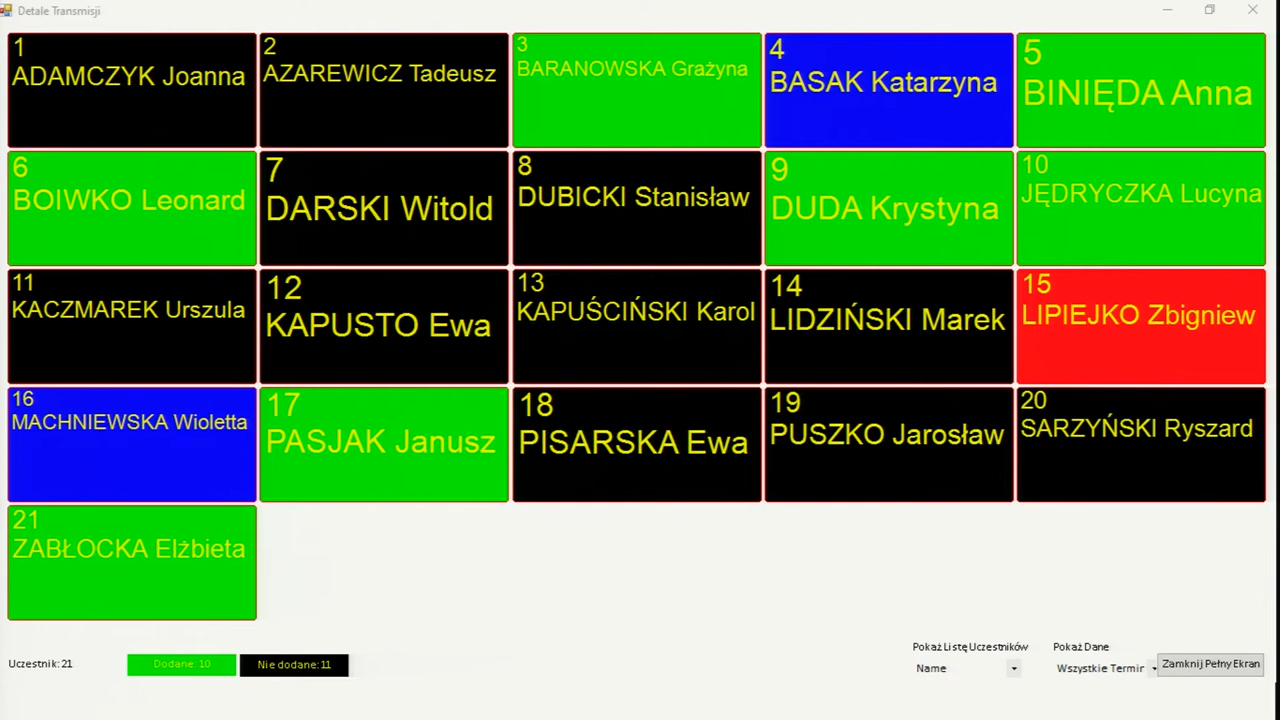 Detale Transmisji
1
ADAMCZYK Joanna
2
AZAREWICZ Tadeusz
3
BARANOWSKA Grażyna
4
BASAK Katarzyna
5
BINIĘDA Anna
6
BOIWKO Leonard
7
DARSKI Witold
8
DUBICKI Stanisław
9
DUDA Krystyna
10
JĘDRYCZKA Lucyna
11
KACZMAREK Urszula
12
KAPUSTO Ewa
13
KAPUŚCIŃSKI Karol
14
LIDZIŃSKI Marek
15
LIPIEJKO Zbigniew
16
MACHNIEWSKA Wioletta
17
PASJAK Janusz
18
PISARSKA Ewa
19
PUSZKO Jarosław
20
SARZYŃSKI Ryszard
21
ZABŁOCKA Elżbieta
Uczestnik: 21
Dodane: 10
Nie dodane:11
Pokaż Listę Uczestników
Name
Pokaż Dane
Wszystkie Termir
Zamknij Pełny Ekran